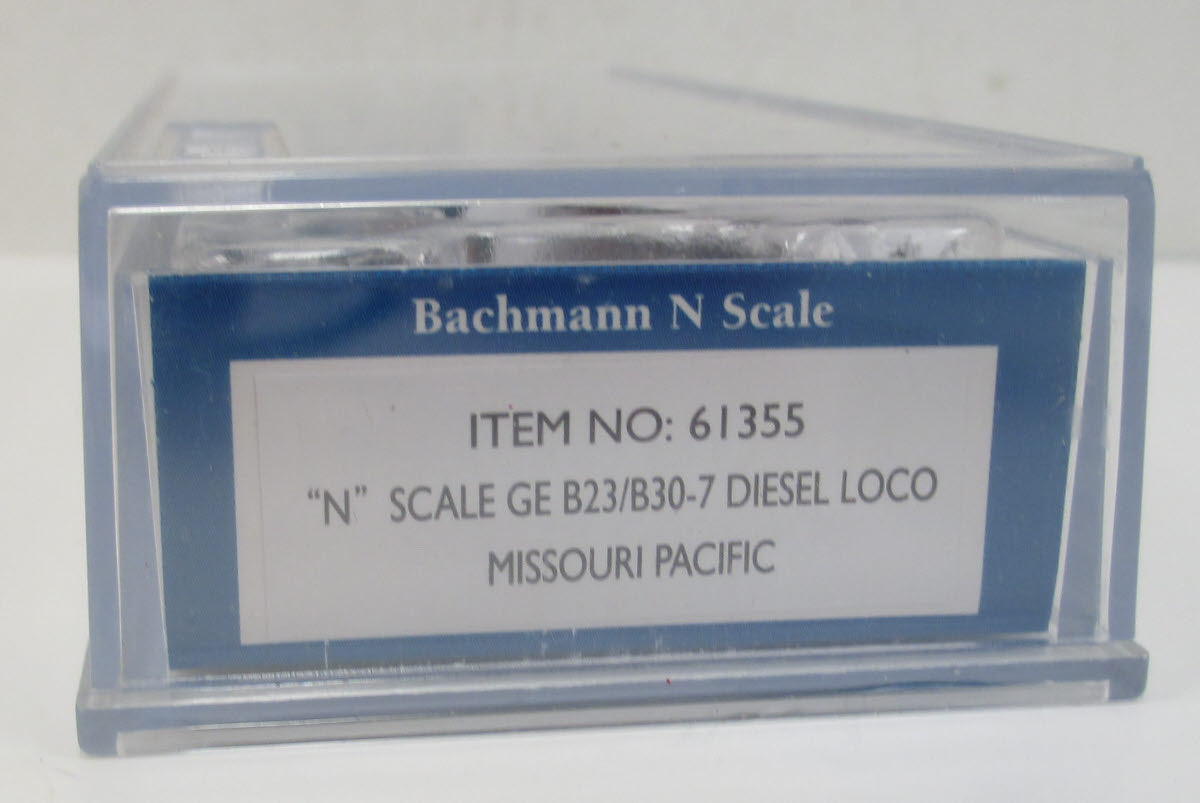 Bachmann N Scale
ITEM NO: 61355
“N” SCALE GE B23/B30-7 DIESEL LOCO
MISSOURI PACIFIC